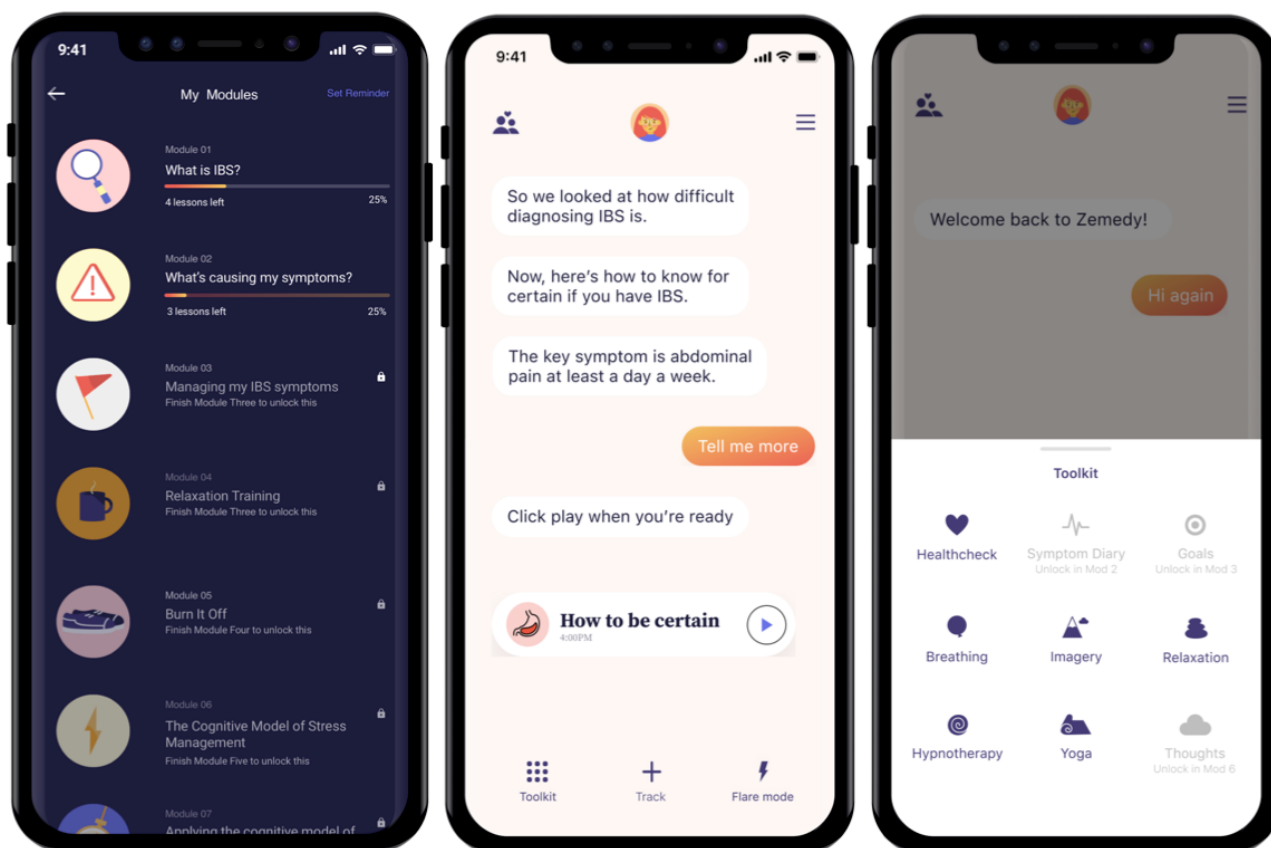 9:41
My Modules
Set Reminder
Module 01
What is IBS?
4 lessons left
25%
Module 02
What's causing my symptoms?
3 lessons left
25%
Module 03
Managing my IBS symptoms
Finish Module Three to unlock this
Module 04
Relaxation Training
Finish Module Three to unlock this
Module 05
Burn It Off
Finish Module Four to unlock this
Module 06
The Cognitive Model of Stress
Management
Finish Module Five to unlock this
Module 07
Applying the cognitive model of
9:41
So we looked at how difficult
diagnosing IBS is.
Now, here's how to know for
certain if you have IBS.
The key symptom is abdominal
pain at least a day a week.
Tell me more
Click play when you're ready
How to be certain
4:00PM
Toolkit
Track
Flare mode
Welcome back to Zemedy!
Hi again
Toolkit
Healthcheck
Symptom Diary
Unlock in Mod 2
Goals
Unlock in Mod 3
Breathing
Imagery
Relaxation
Hypnotherapy
Yoga
Thoughts
Unlock in Mod 6